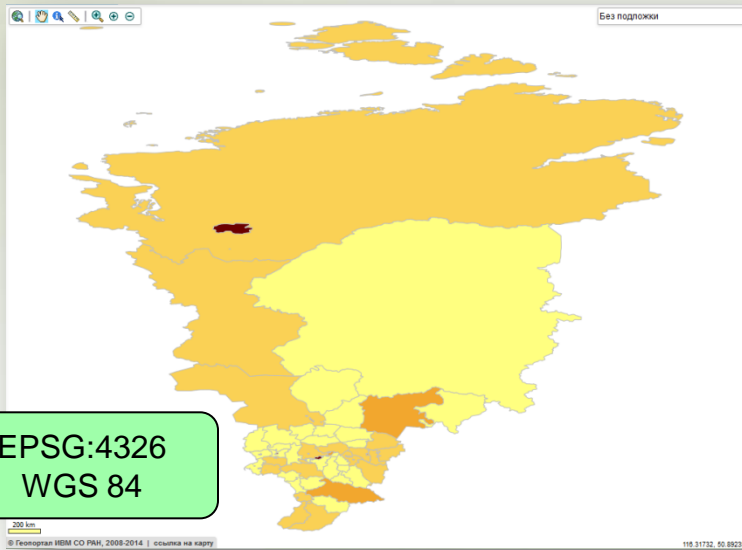 Без подложки
EPSG:4326
WGS 84
200 km
© Геопортал ИВМ СО РАН, 2008-2014 | ссылка на карту
116.31732, 50.8923